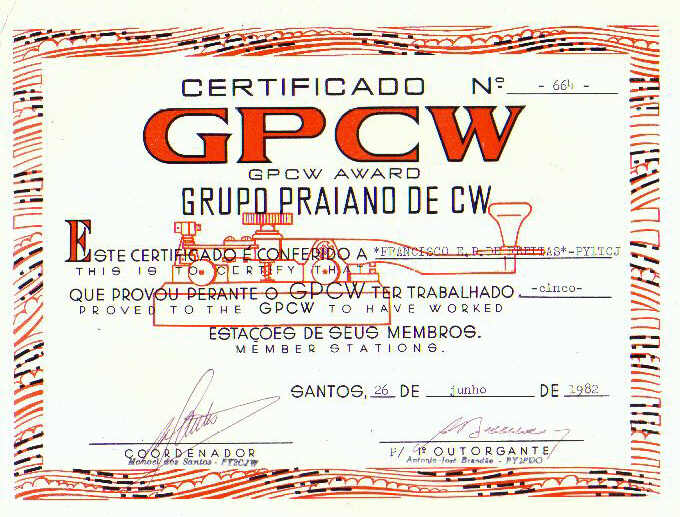 CERTIFICADO Nº - 664 -
GPCW
GPCW AWARD
GRUPO PRAIANO DE CW
ESTE CERTIFICADO É CONFERIDO A *FRANCISCO E.R.DE FREITAS*-PY1TCJ
THIS IS TO CERTIFY THAT
QUE PROVOU PERANTE O GPCW TER TRABALHADO, -cinco-
PROVED TO THE GPCW TO HAVE WORKED
ESTAÇÕES DE SEUS MEMBROS.
MEMBER STATIONS.
SANTOS, 26 DE junho DE 1982
COORDENADOR P/ 1º OUTORGANTE
Manoel dos Santos - PY2CJW Antonio José Brandão - PY2PDO